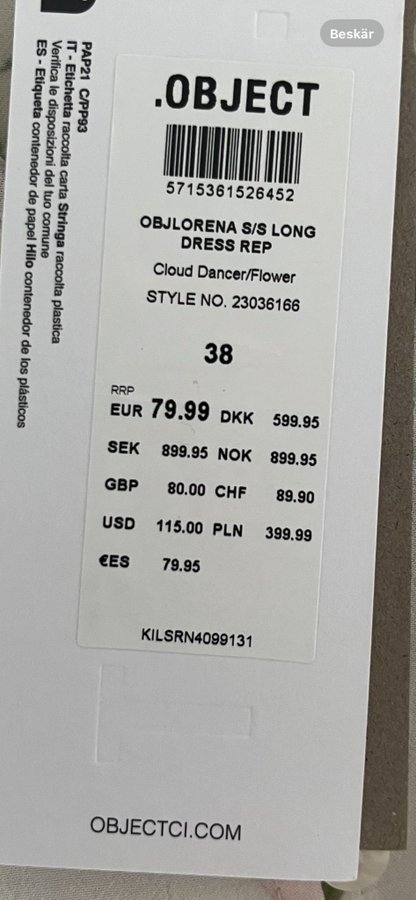 Beskär
PAP21 C/PP93
IT - Etichetta raccolta carta Stringa raccolta plastica
Verifica le disposizioni del tuo comune
ES - Etiqueta contenedor de papel Hilo contenedor de los plásticos
.OBJECT
5715361526452
OBJLORENA S/S LONG
DRESS REP
Cloud Dancer/Flower
STYLE NO. 23036166
38
RRP
EUR 79.99 DKK 599.95
SEK 899.95 NOK 899.95
GBP 80.00 CHF 89.90
USD 115.00 PLN 399.99
€ES 79.95
KILSRN4099131
OBJECTCI.COM